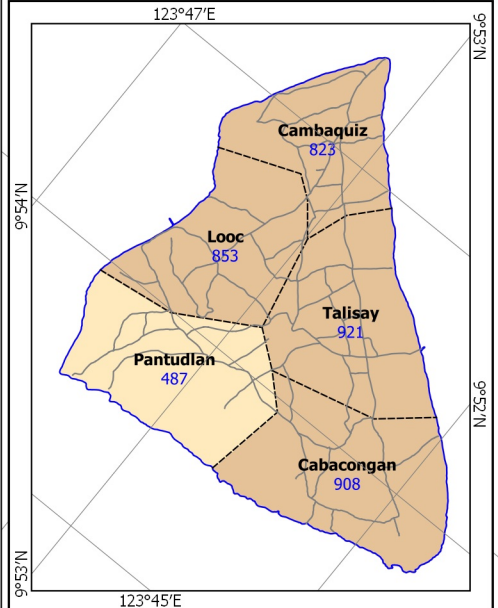 123°47′E
9°53′N
Cambaquiz
823
9°54′N
Looc
853
Talisay
921
Pantudlan
487
9°52′N
Cabacongan
908
9°53′N
123°45′E